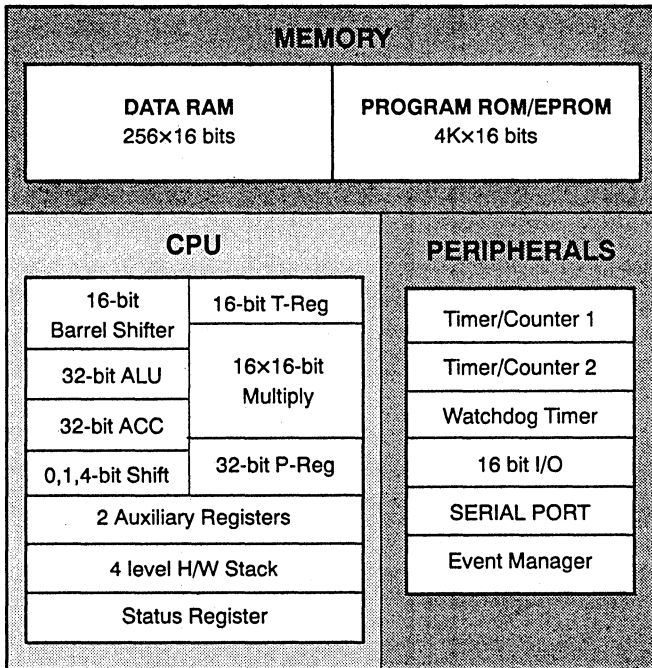 MEMORY
DATA RAM
256×16 bits
PROGRAM ROM/EPROM
4K×16 bits
CPU
16-bit
Barrel Shifter
32-bit ALU
32-bit ACC
0,1,4-bit Shift
16-bit T-Reg
16×16-bit
Multiply
32-bit P-Reg
2 Auxiliary Registers
4 level H/W Stack
Status Register
PERIPHERALS
Timer/Counter 1
Timer/Counter 2
Watchdog Timer
16 bit I/O
SERIAL PORT
Event Manager